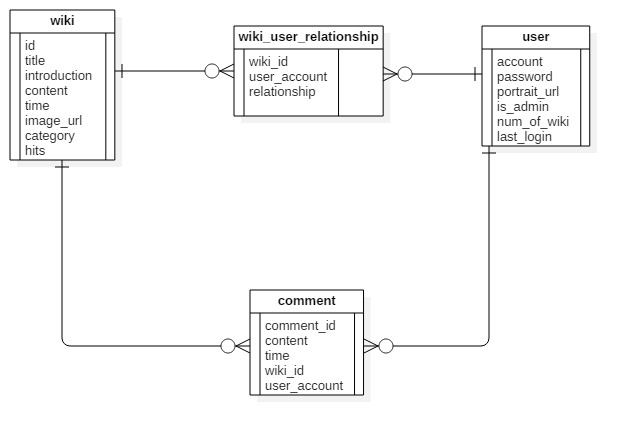 wiki
id
title
introduction
content
time
image_url
category
hits
wiki_user_relationship
wiki_id
user_account
relationship
user
account
password
portrait_url
is_admin
num_of_wiki
last_login
comment
comment_id
content
time
wiki_id
user_account